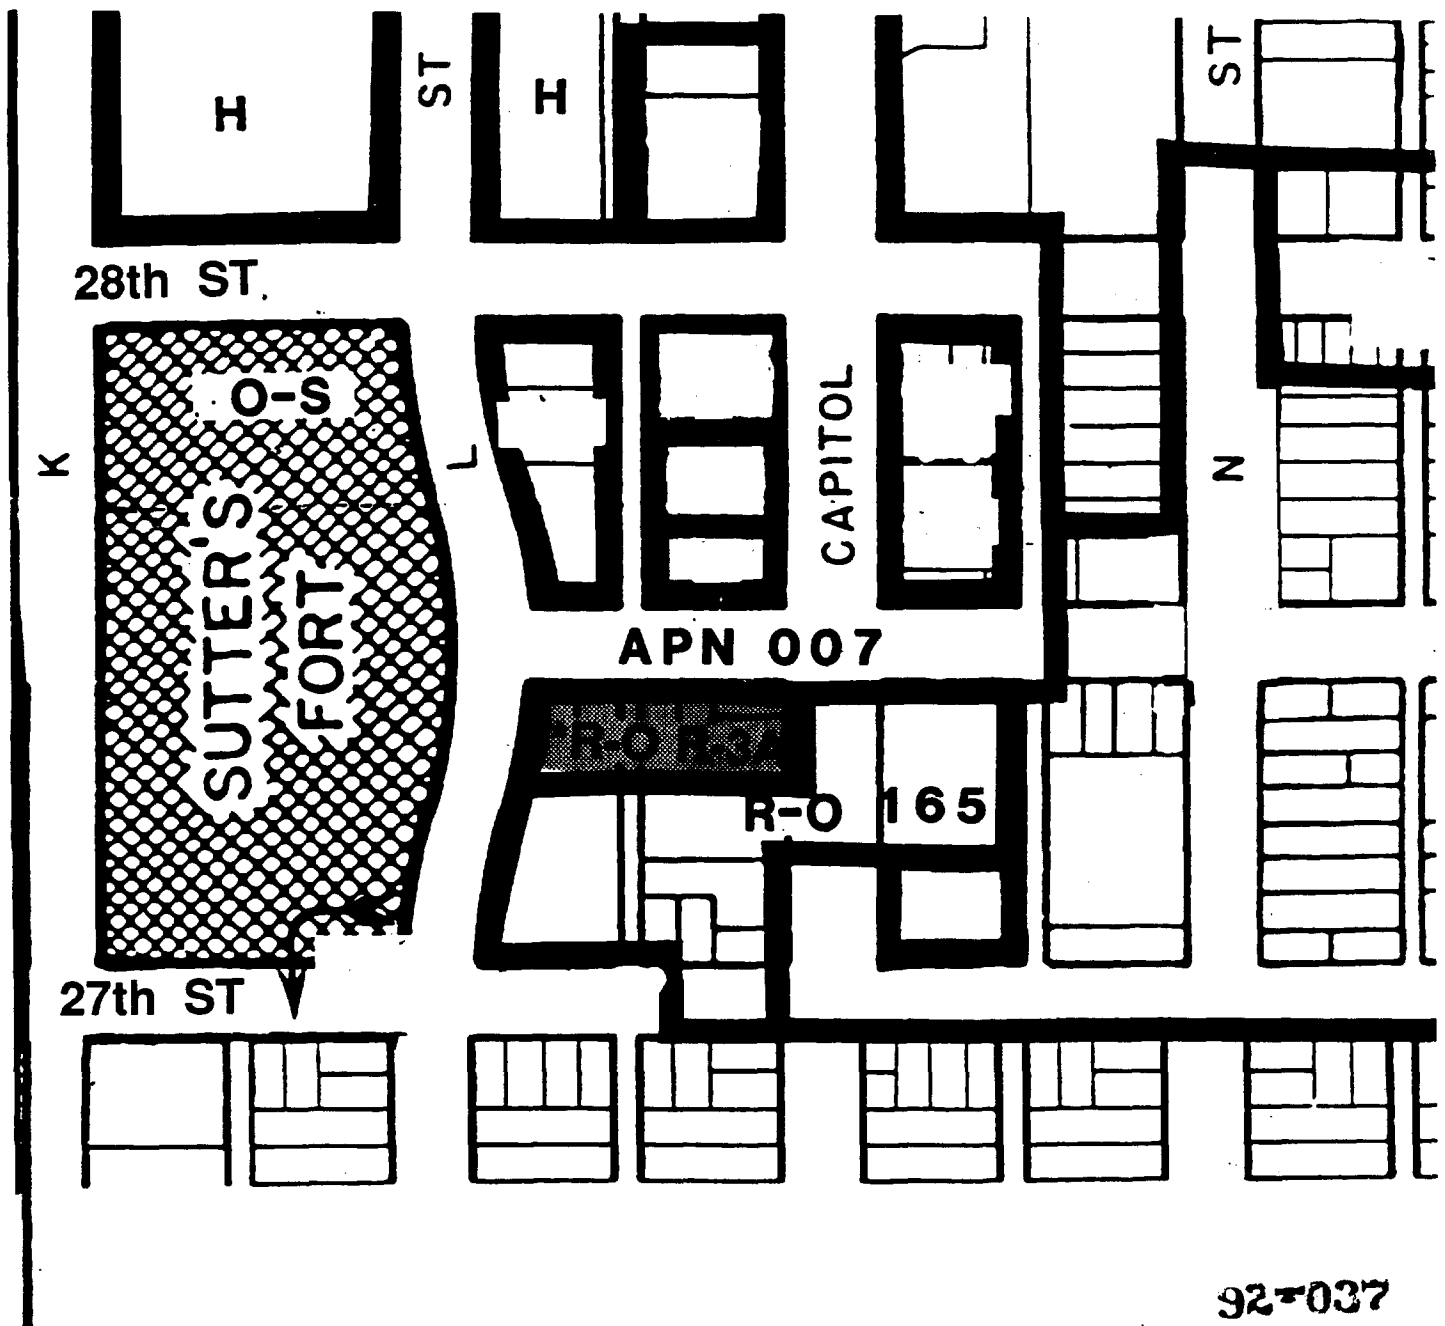 H
ST
H
ST
28th ST.
O-S
K
L
CAPITOL
N
SUTTER'S
FORT
APN 007
R-O R-3A
R-O 165
27th ST
92-037